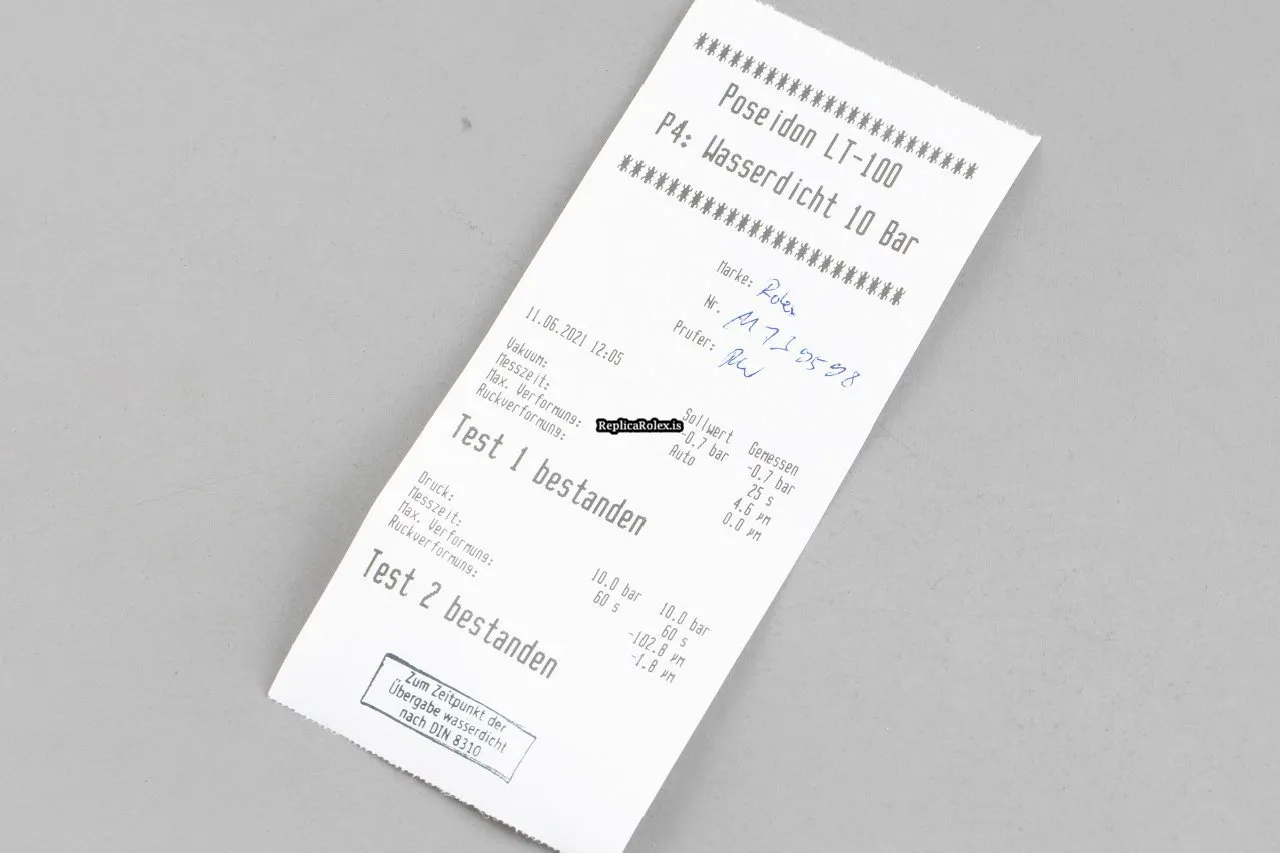 ************************
Poseidon LT-100
P4: Wasserdicht 10 Bar
************************
Marke: Rolex
Nr.
Prufer:
11.06.2021 12:05
Sollwert Gemessen
Vakuum: -0.7 bar -0.7 bar
Messzeit: Auto 25 s
Max. Verformung: 4.6 µm
Ruckverformung: 0.0 µm
Test 1 bestanden
Druck: 10.0 bar 10.0 bar
Messzeit: 60 s 60 s
Max. Verformung: -102.8 µm
Ruckverformung: -1.8 µm
Test 2 bestanden
Zum Zeitpunkt der
Übergabe wasserdicht
nach DIN 8310
ReplicaRolex.is